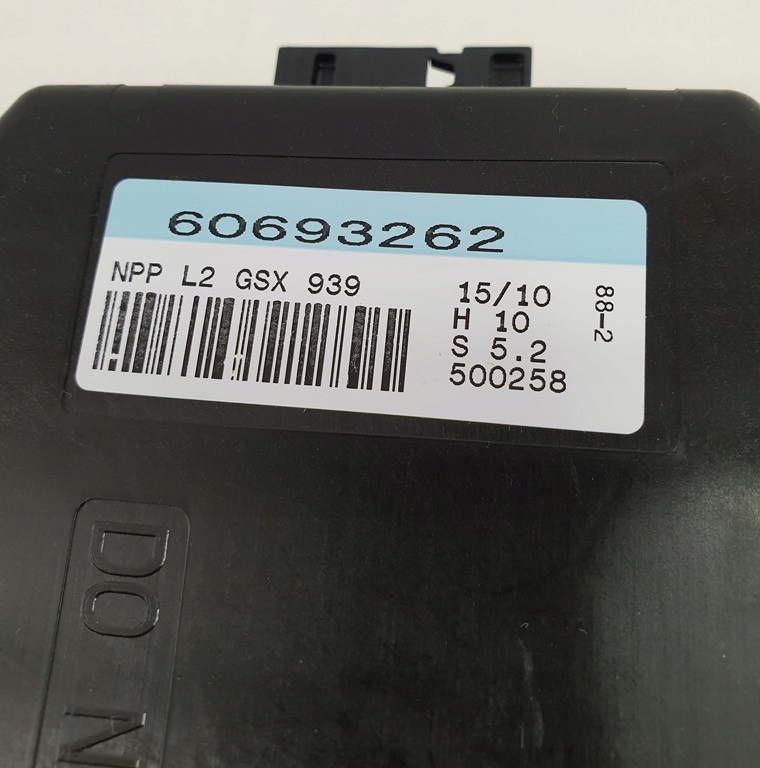 60693262
NPP L2 GSX 939
15/10
H 10
S 5.2
500258
88-2
DO N